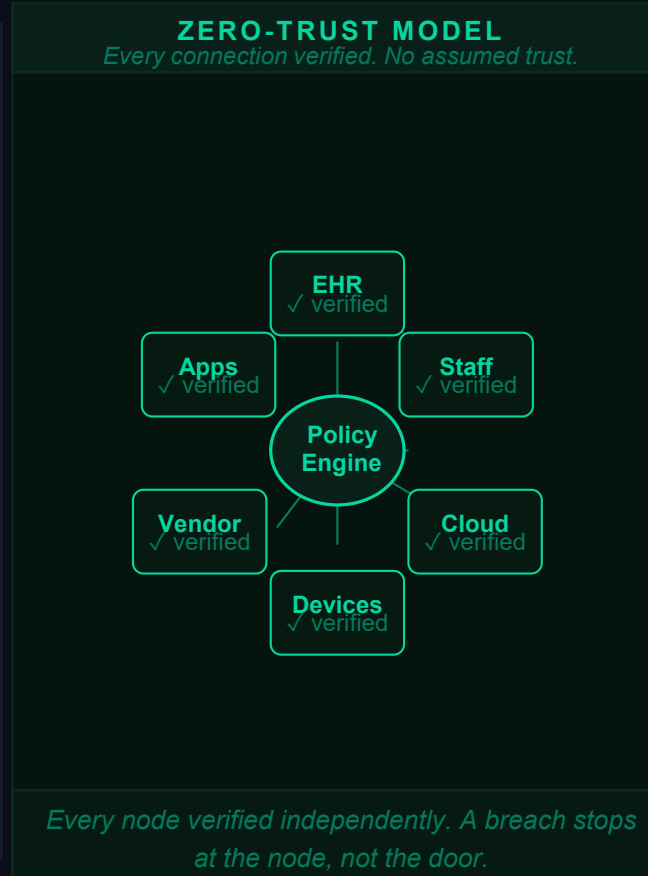 ZERO-TRUST MODEL
Every connection verified. No assumed trust.
EHR
✓ verified
Apps
✓ verified
Staff
✓ verified
Policy
Engine
Vendor
✓ verified
Cloud
✓ verified
Devices
✓ verified
Every node verified independently. A breach stops
at the node, not the door.